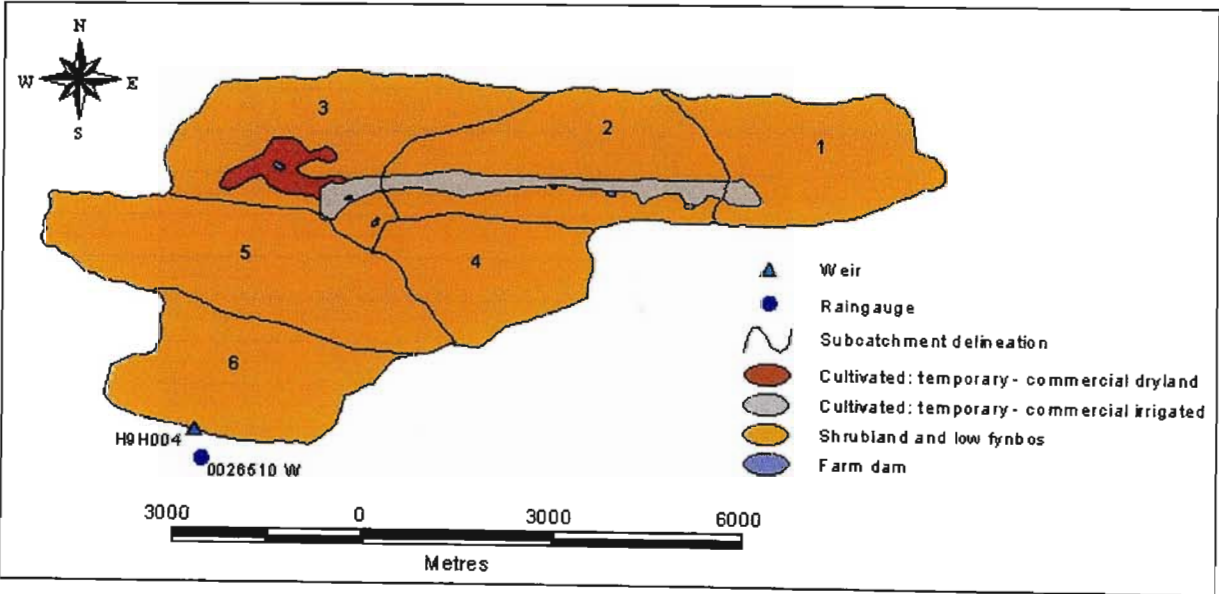 N
W E
S
3
2
1
5
4
6
H9H004
0026510 W
Weir
Raingauge
Subcatchment delineation
Cultivated: temporary - commercial dryland
Cultivated: temporary - commercial irrigated
Shrubland and low fynbos
Farm dam
3000 0 3000 6000
Metres